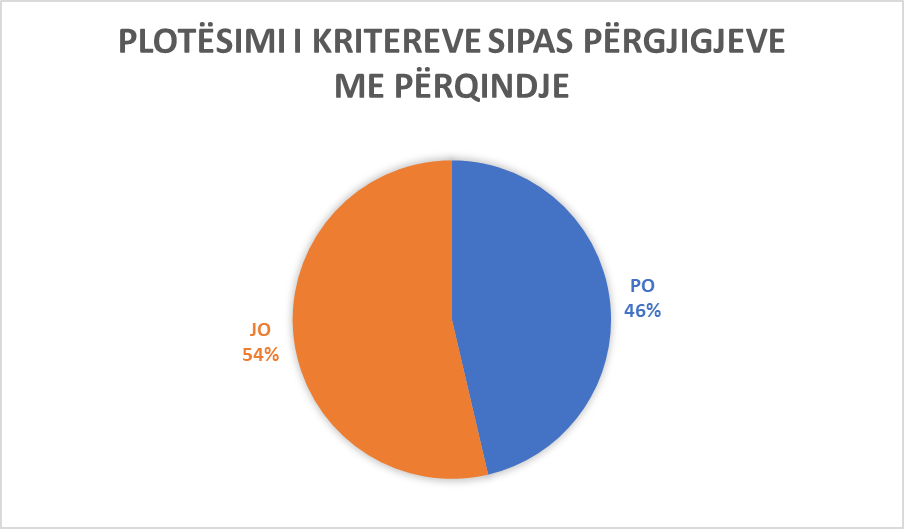 PLOTËSIMI I KRITEREVE SIPAS PËRGJIGJEVE
ME PËRQINDJE
PO
46%
JO
54%